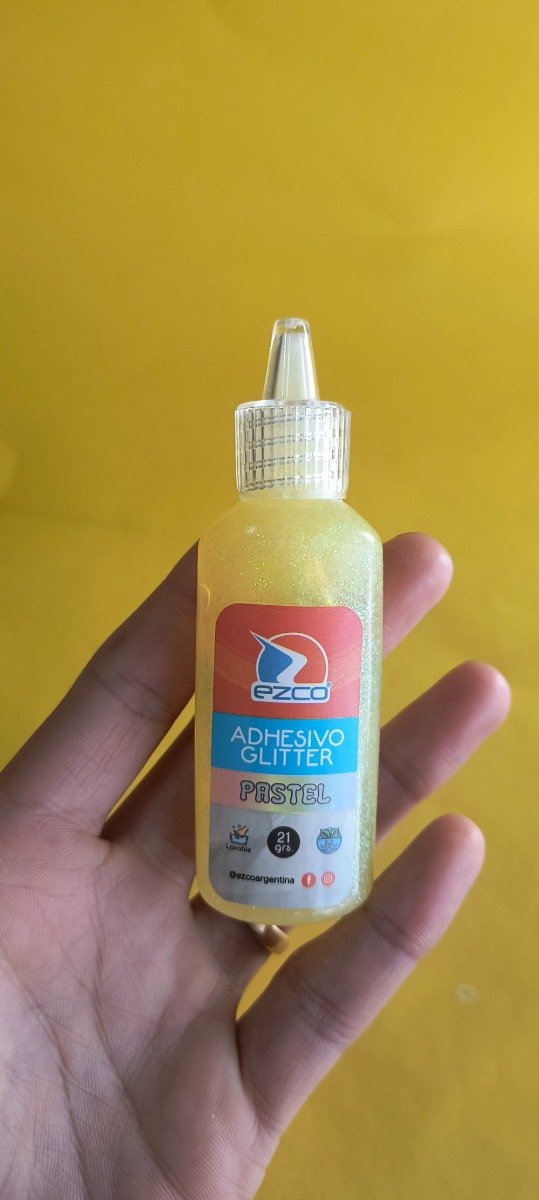 ezco®
ADHESIVO
GLITTER
PASTEL
Lavable
21
grs.
@ezcoargentina